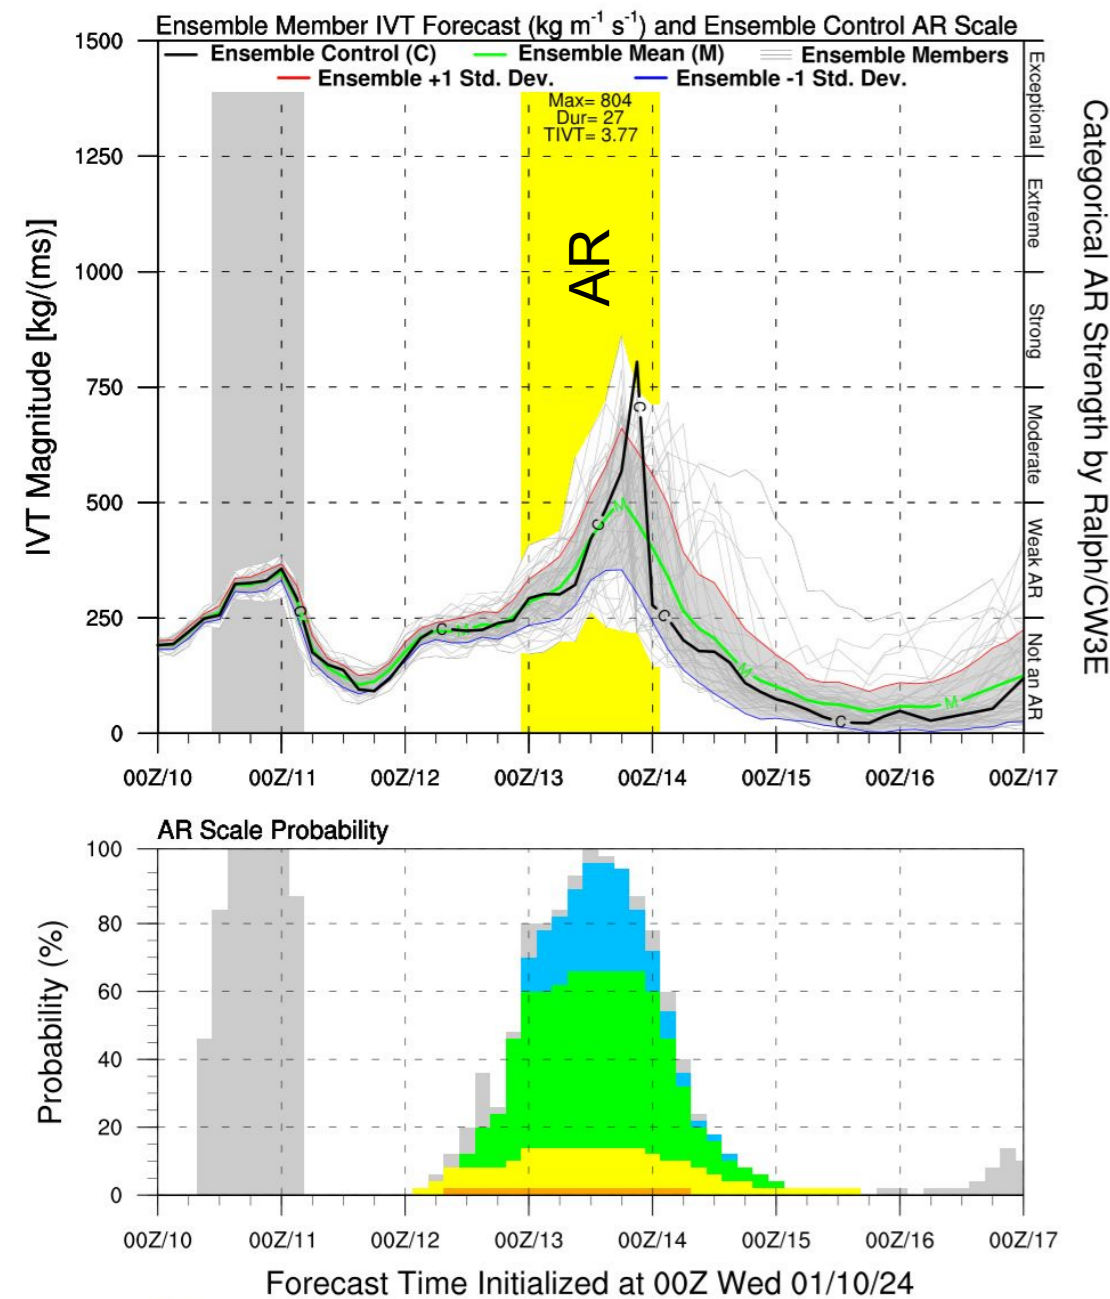 Ensemble Member IVT Forecast (kg m⁻¹ s⁻¹) and Ensemble Control AR Scale
Ensemble Control (C)
Ensemble Mean (M)
Ensemble Members
Ensemble +1 Std. Dev.
Ensemble -1 Std. Dev.
Max= 804
Dur= 27
TIVT= 3.77
AR
IVT Magnitude [kg/(ms)]
1500
1250
1000
750
500
250
0
C
M
C
M
C
M
C
C
M
C
M
Exceptional
Extreme
Strong
Moderate
Weak AR
Not an AR
Categorical AR Strength by Ralph/CW3E
00Z/10 00Z/11 00Z/12 00Z/13 00Z/14 00Z/15 00Z/16 00Z/17
AR Scale Probability
Probability (%)
100
80
60
40
20
0
00Z/10 00Z/11 00Z/12 00Z/13 00Z/14 00Z/15 00Z/16 00Z/17
Forecast Time Initialized at 00Z Wed 01/10/24